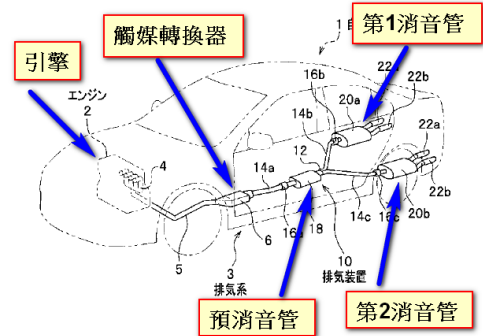 觸媒轉換器
第1消音管
引擎
1 自
エンジン
2
4
16b
22a
22b
20a
14b
12
14a
22a
22b
14c
16c
20b
5
6
16a
18
10
3
排気系
排気装置
預消音管
第2消音管